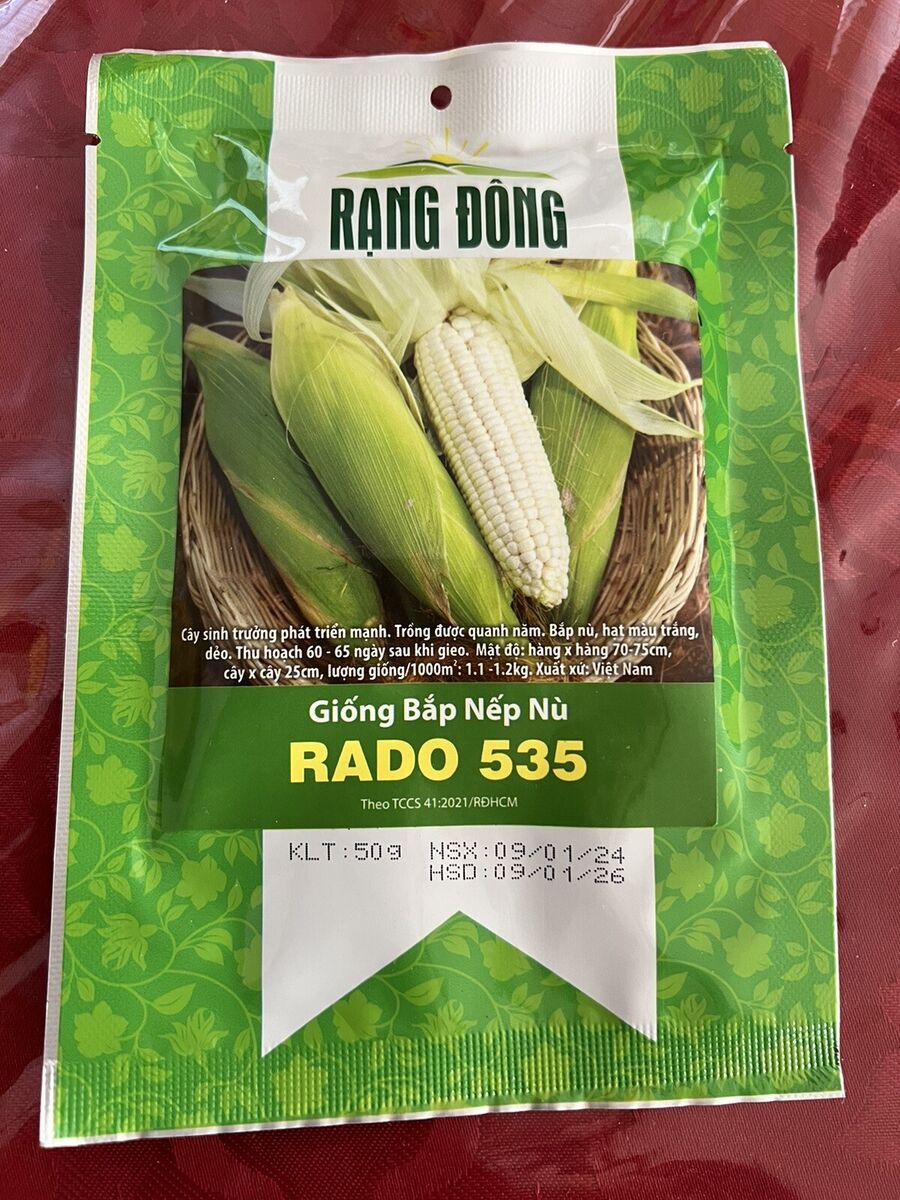 RẠNG ĐÔNG
Cây sinh trưởng phát triển mạnh. Trồng được quanh năm. Bắp nù, hạt màu trắng,
dẻo. Thu hoạch 60 - 65 ngày sau khi gieo. Mật độ: hàng x hàng 70-75cm,
cây x cây 25cm, lượng giống/1000m²: 1.1 -1.2kg. Xuất xứ: Việt Nam
Giống Bắp Nếp Nù
RADO 535
Theo TCCS 41:2021/RĐHCM
KLT:50g NSX:09/01/24
HSD:09/01/26